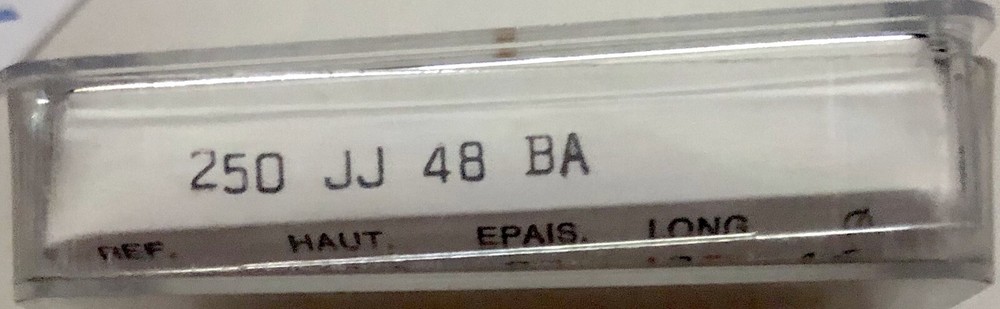 250 JJ 48 BA
REF. HAUT. EPAIS. LONG. Ø